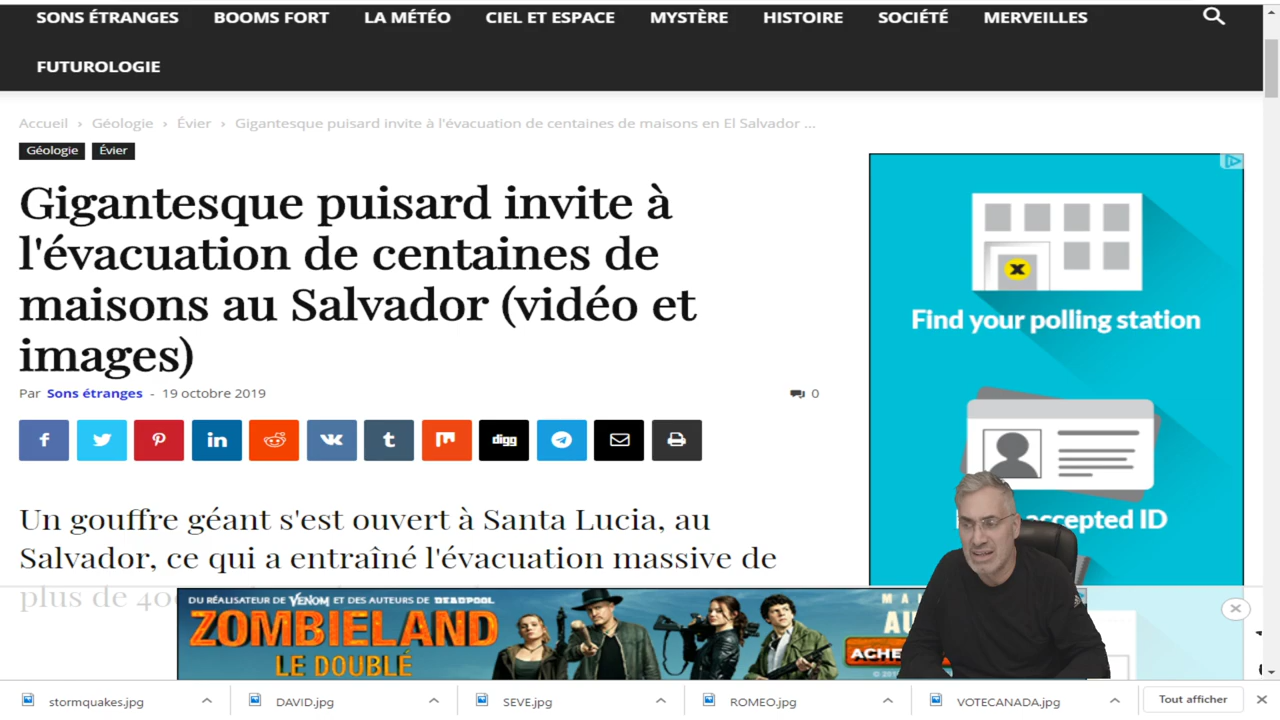 SONS ÉTRANGES BOOMS FORT LA MÉTÉO CIEL ET ESPACE MYSTÈRE HISTOIRE SOCIÉTÉ MERVEILLES
FUTUROLOGIE
Accueil › Géologie › Évier › Gigantesque puisard invite à l'évacuation de centaines de maisons en El Salvador ...
Géologie Évier
Gigantesque puisard invite à
l'évacuation de centaines de
maisons au Salvador (vidéo et
images)
Par Sons étranges - 19 octobre 2019
0
f t in t digg
Un gouffre géant s'est ouvert à Santa Lucia, au
Salvador, ce qui a entraîné l'évacuation massive de
plus de
Find your polling station
accepted ID
DU RÉALISATEUR DE VENOM ET DES AUTEURS DE DEADPOOL
ZOMBIELAND
LE DOUBLÉ
stormquakes.jpg DAVID.jpg SEVE.jpg ROMEO.jpg VOTECANADA.jpg Tout afficher